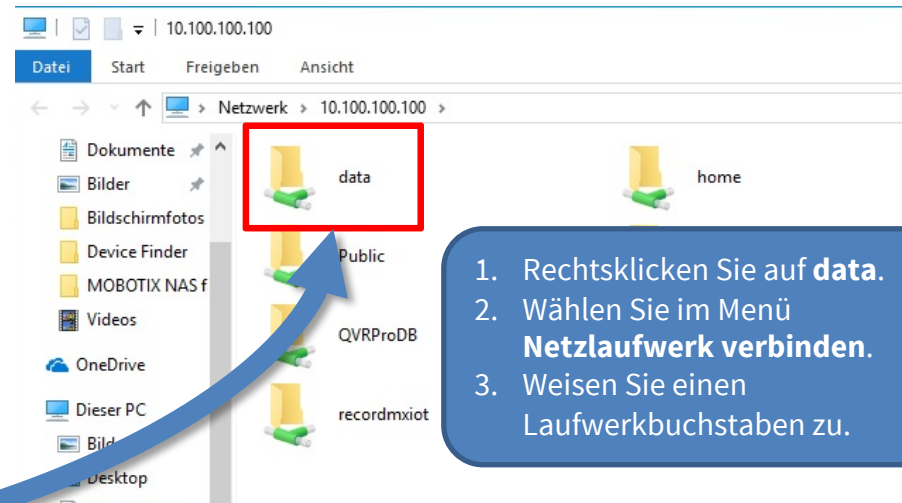 10.100.100.100
Datei Start Freigeben Ansicht
Netzwerk > 10.100.100.100 >
Dokumente
Bilder
Bildschirmfotos
Device Finder
MOBOTIX NAS f
Videos
OneDrive
Dieser PC
Desktop
data
home
Public
QVRProDB
recordmxiot
1. Rechtsklicken Sie auf data.
2. Wählen Sie im Menü
Netzlaufwerk verbinden.
3. Weisen Sie einen
Laufwerkbuchstaben zu.